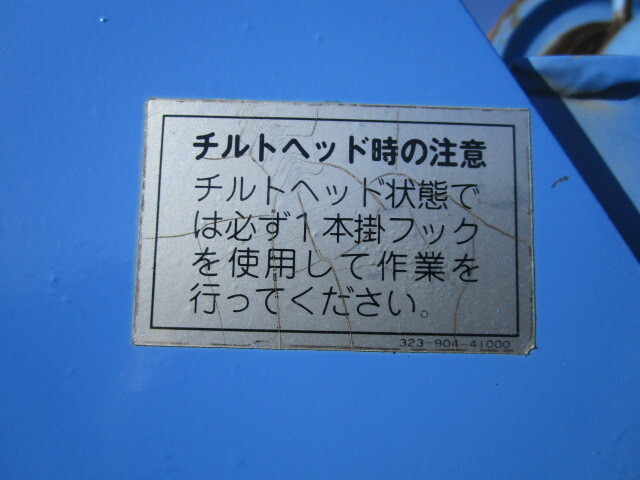 チルトヘッド時の注意
チルトヘッド状態で
は必ず1本掛フック
を使用して作業を
行ってください。
323-904-41000